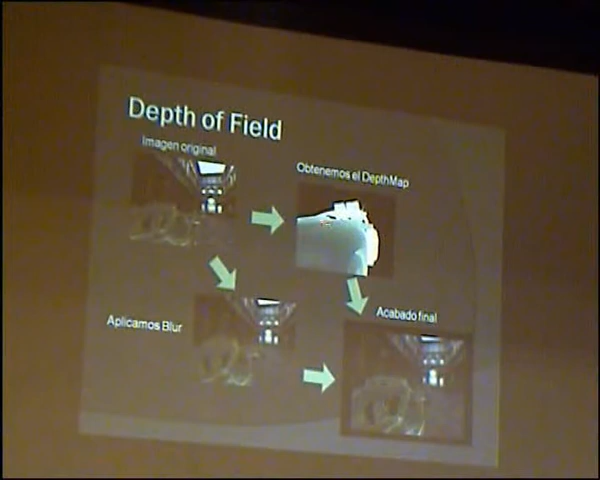 Depth of Field
Imagen original
Obtenemos el DepthMap
Aplicamos Blur
Acabado final